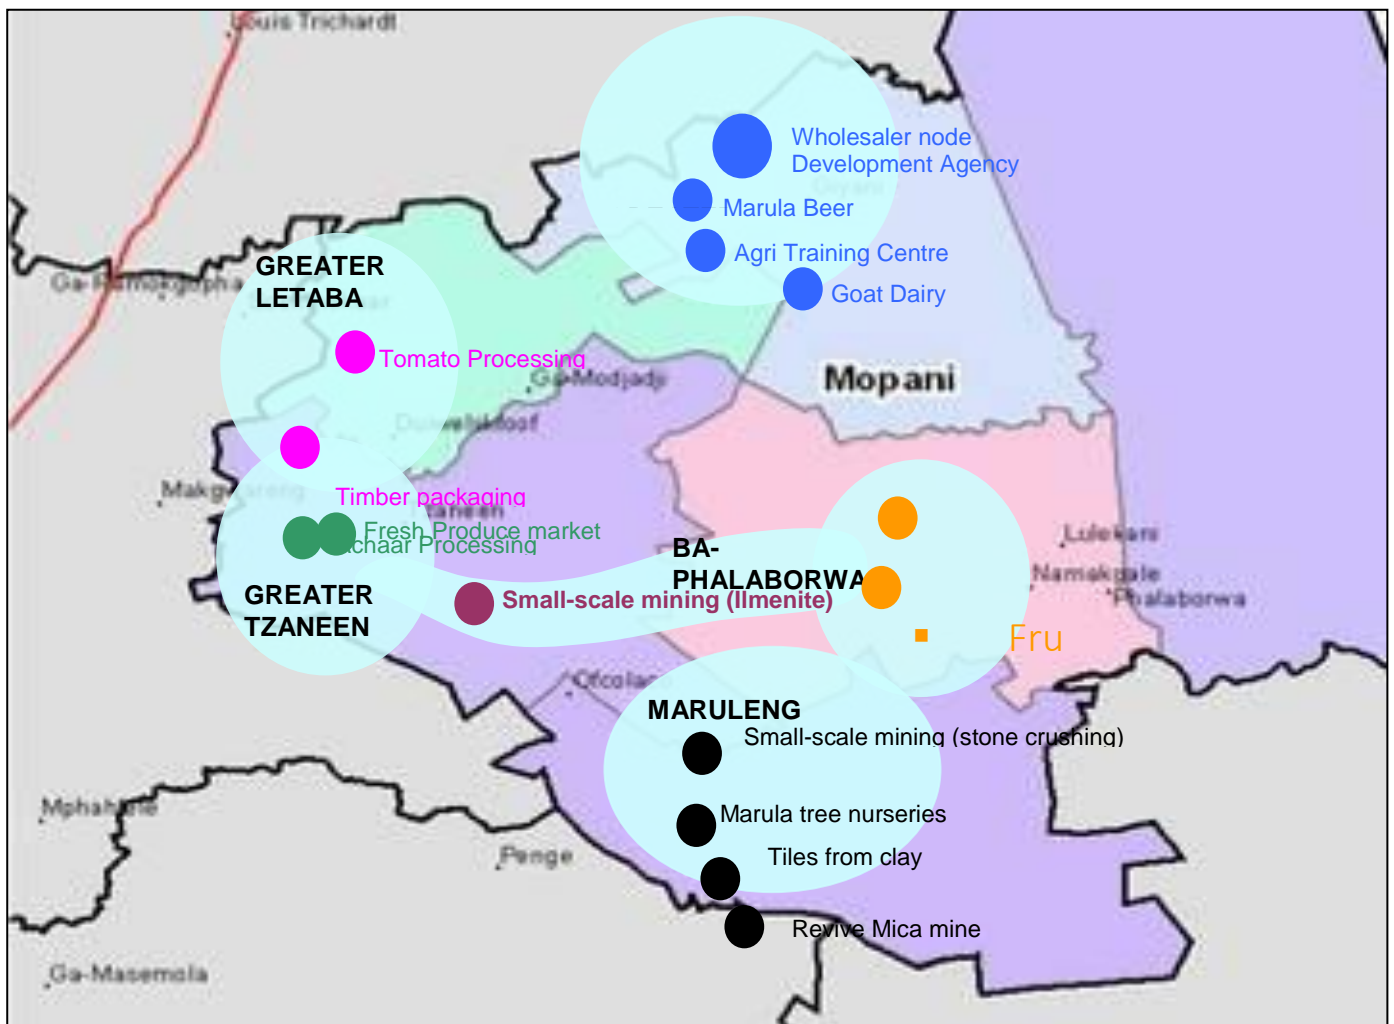 Louis Trichardt
Wholesaler node
Development Agency
Giyani
Marula Beer
Agri Training Centre
Goat Dairy
GREATER
LETABA
Ga-Ramokgopha
Tomato Processing
Ga-Modjadji
Mopani
Duiwelskloof
Timber packaging
Fresh Produce market
Achaar Processing
BA-
PHALABORWA
Lulekani
Namakgale
Phalaborwa
GREATER
TZANEEN
Small-scale mining (Ilmenite)
Fru
Ofcolaco
MARULENG
Small-scale mining (stone crushing)
Mphahlele
Marula tree nurseries
Penge
Tiles from clay
Revive Mica mine
Ga-Masemola